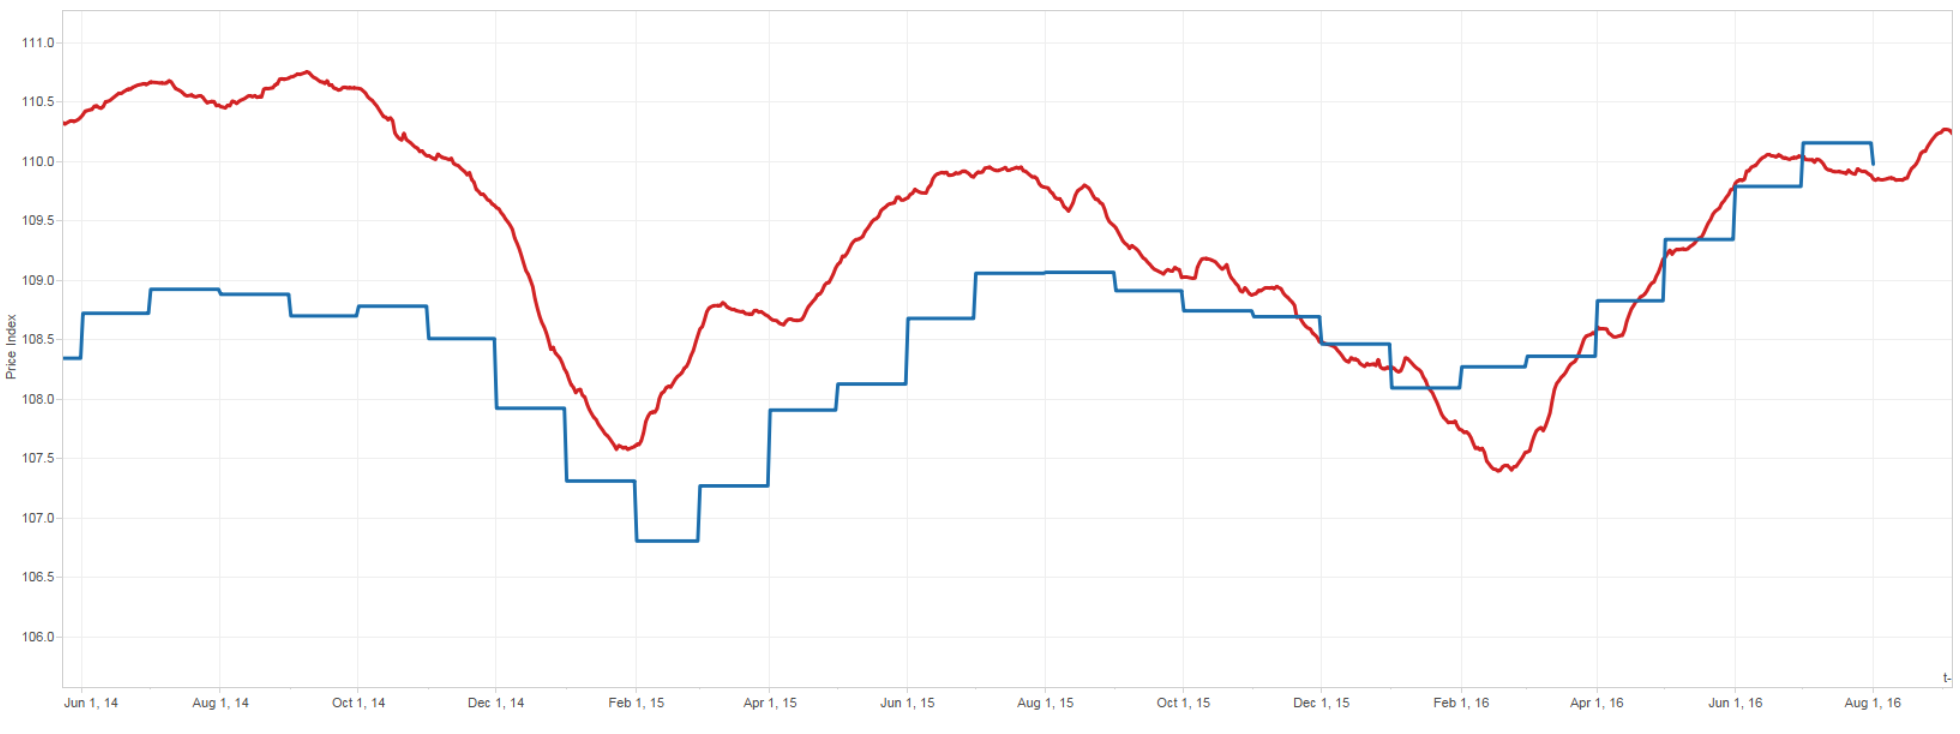 111.0
110.5
110.0
109.5
109.0
108.5
108.0
107.5
107.0
106.5
106.0
Price Index
t-
Jun 1, 14
Aug 1, 14
Oct 1, 14
Dec 1, 14
Feb 1, 15
Apr 1, 15
Jun 1, 15
Aug 1, 15
Oct 1, 15
Dec 1, 15
Feb 1, 16
Apr 1, 16
Jun 1, 16
Aug 1, 16